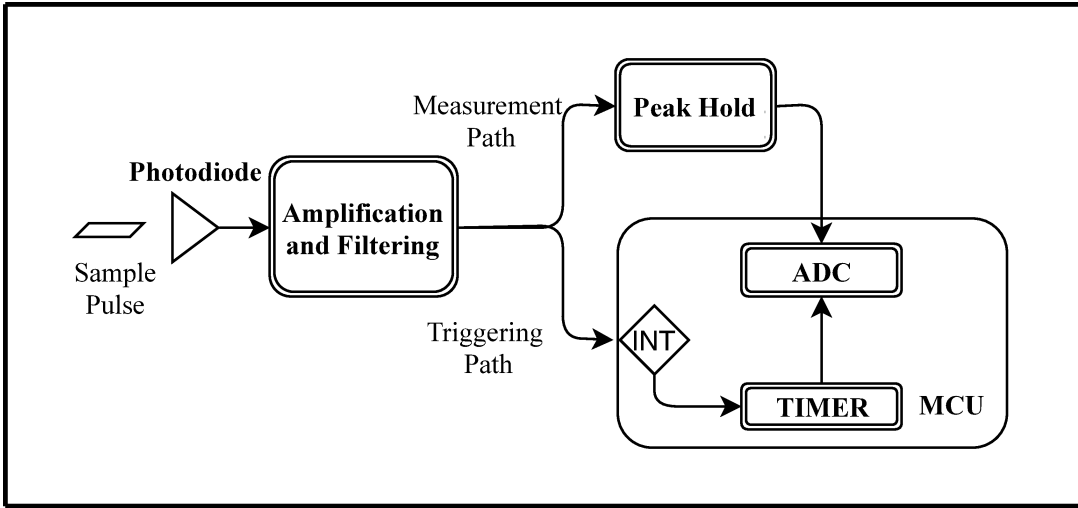 Measurement
Path
Peak Hold
Photodiode
Amplification
and Filtering
Sample
Pulse
ADC
Triggering
Path
INT
TIMER
MCU